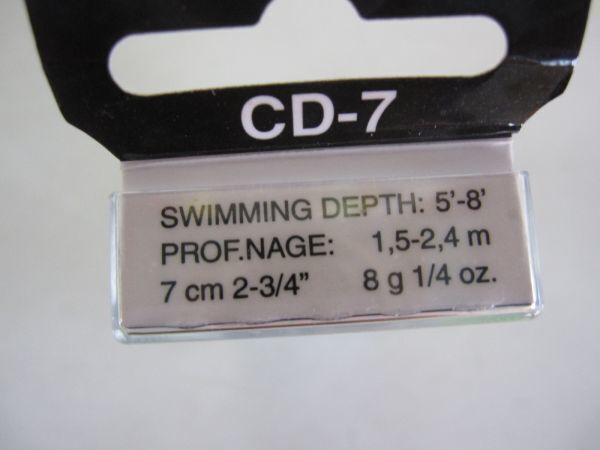 CD-7
SWIMMING DEPTH: 5'-8'
PROF.NAGE: 1,5-2,4 m
7 cm 2-3/4" 8 g 1/4 oz.